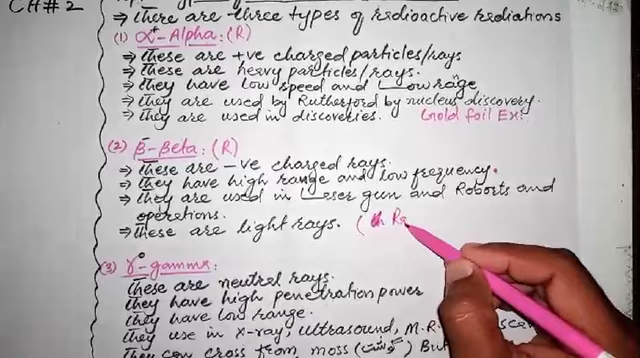 CH#2
⇒ There are three types of radioactive radiations
(1) α⁺-Alpha: (R)
⇒ These are +ve charged particles/rays
⇒ These are heavy particles/rays.
⇒ They have low speed and Low range
⇒ They are used by Rutherford by nucleus discovery.
⇒ They are used in discoveries. Gold foil Ex:
(2) β⁻-Beta: (R)
⇒ These are -ve charged rays.
⇒ They have high range and low frequency.
⇒ They are used in Leser gun and Roborts and
operations.
⇒ These are light rays. (
(3) γ⁰-gamma:
These are neutral rays.
They have high penetration power
They have low range.
They use in x-ray, ultrasound, M.R
They can cross from moss (گوشت) But